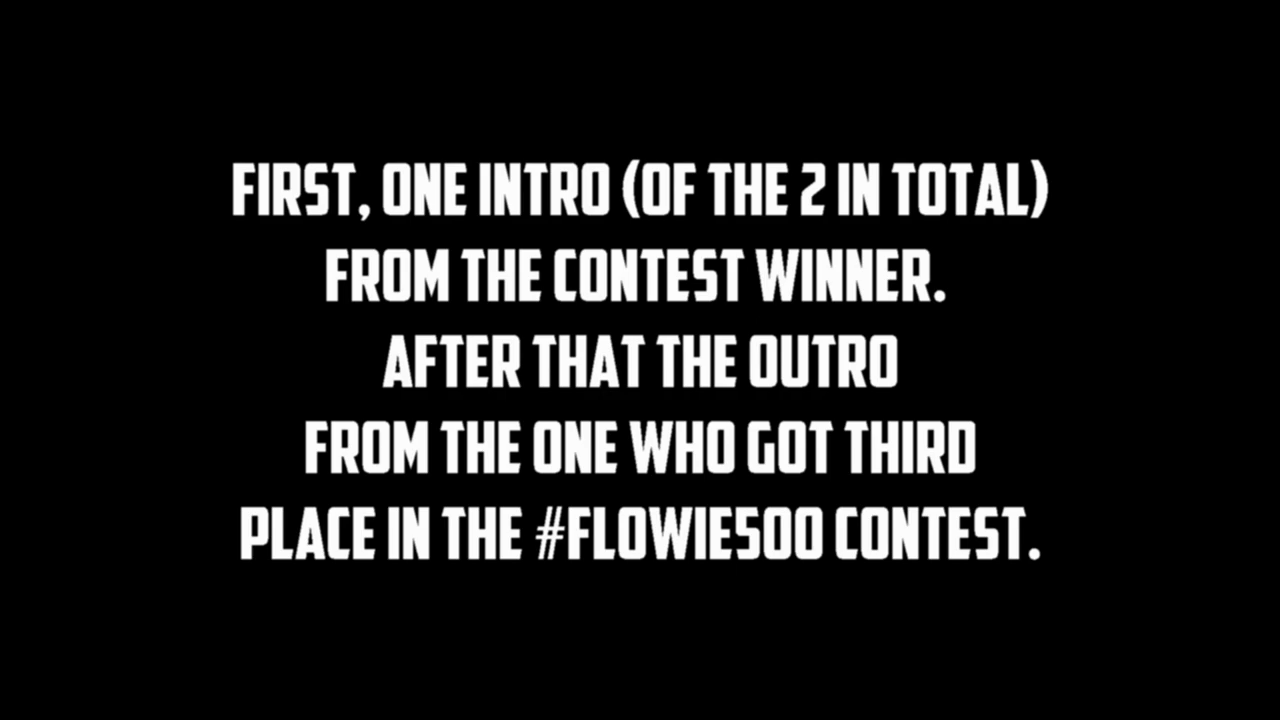 FIRST, ONE INTRO (OF THE 2 IN TOTAL)
FROM THE CONTEST WINNER.
AFTER THAT THE OUTRO
FROM THE ONE WHO GOT THIRD
PLACE IN THE #FLOWIE500 CONTEST.